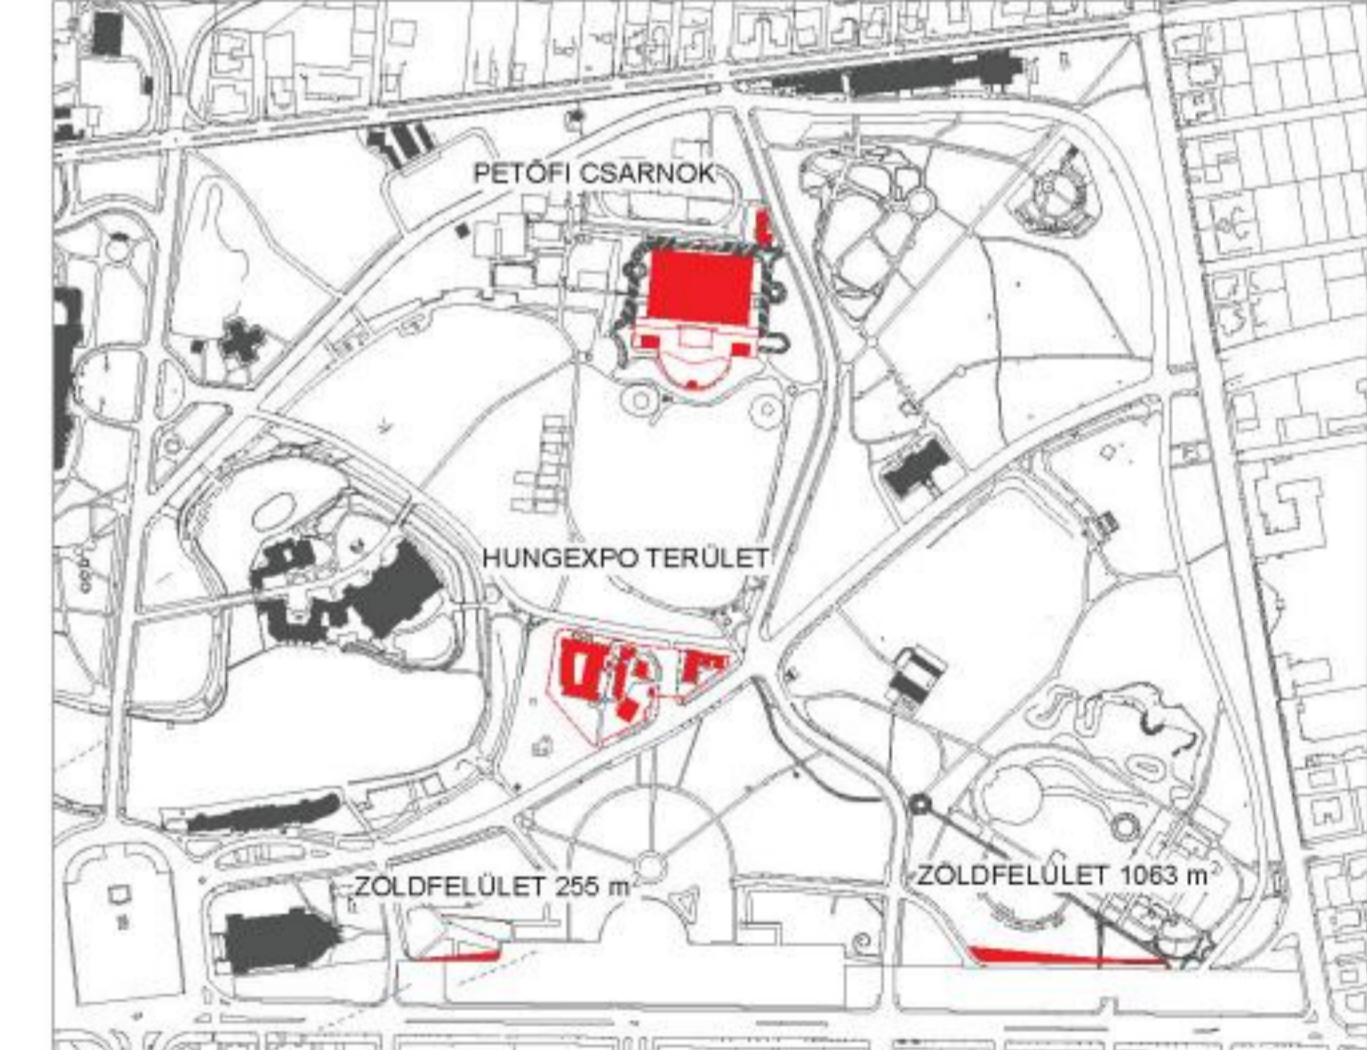 PETŐFI CSARNOK
HUNGEXPO TERÜLET
ZÖLDFELÜLET 255 m²
ZÖLDFELÜLET 1063 m²